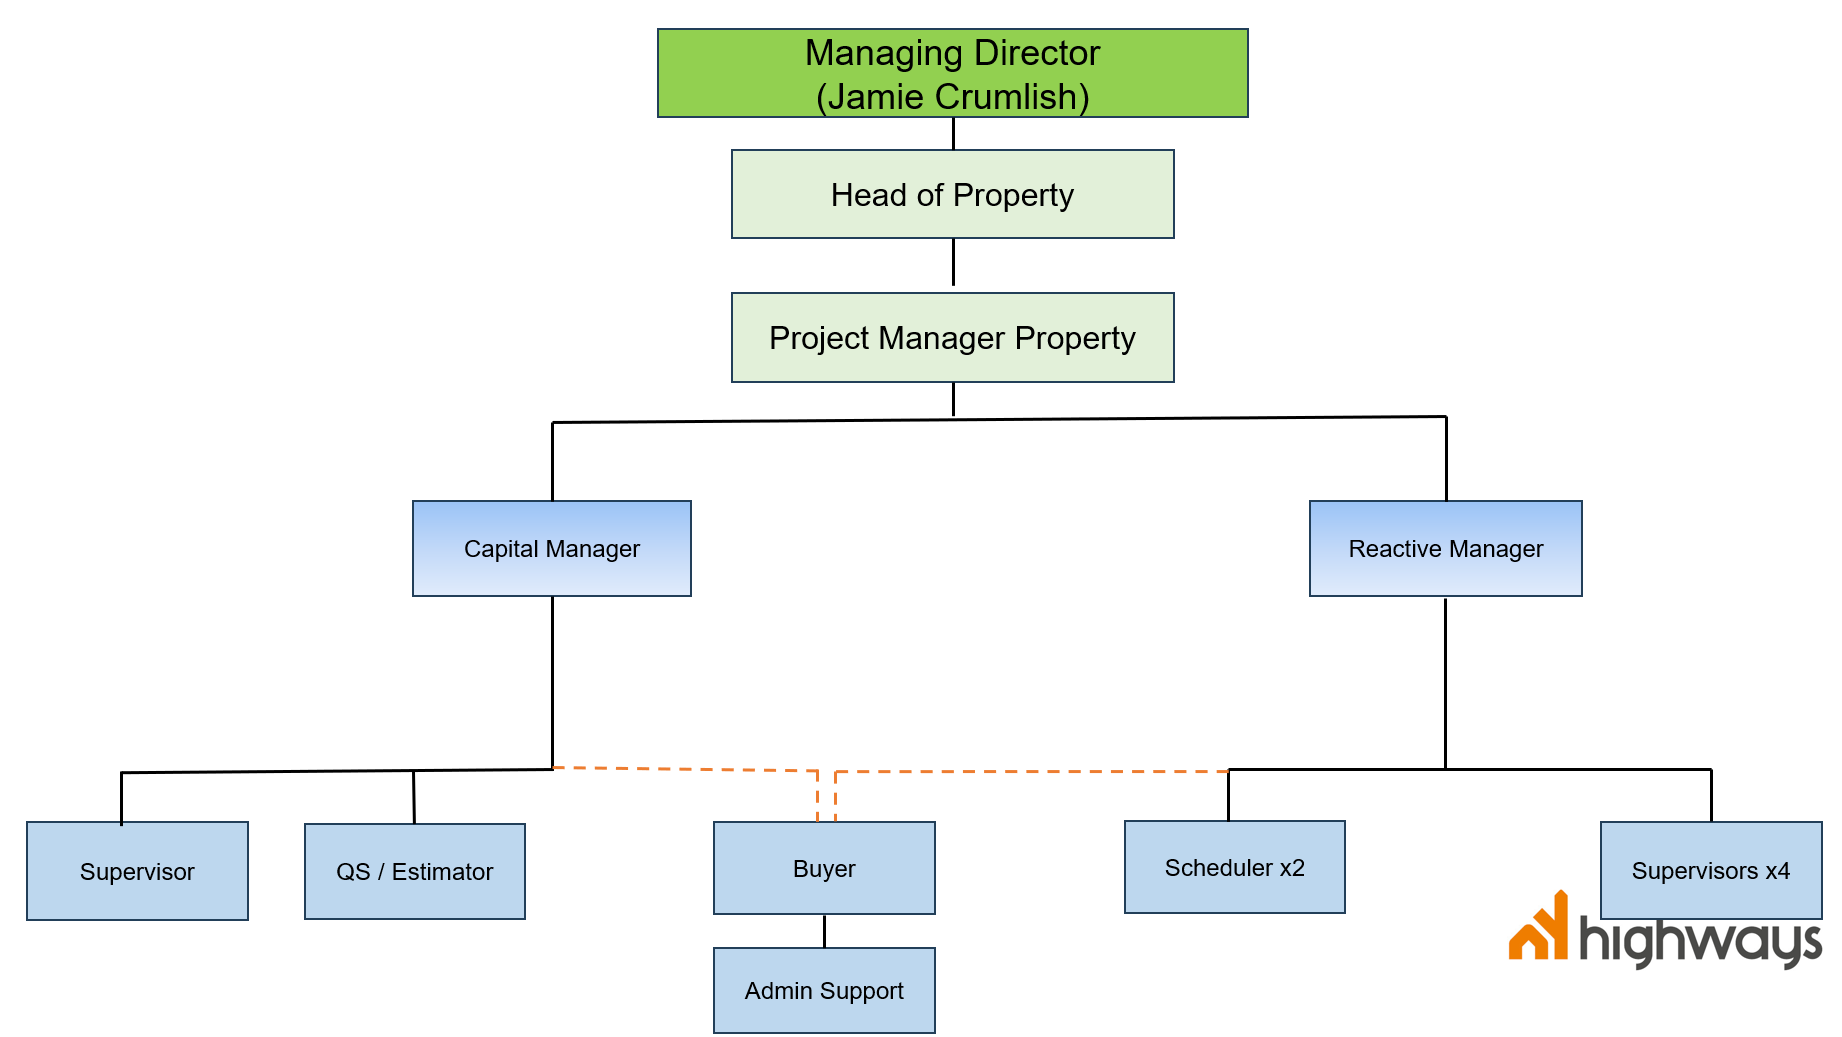 Managing Director
(Jamie Crumlish)
Head of Property
Project Manager Property
Capital Manager
Reactive Manager
Supervisor
QS / Estimator
Buyer
Scheduler x2
Supervisors x4
highways
Admin Support